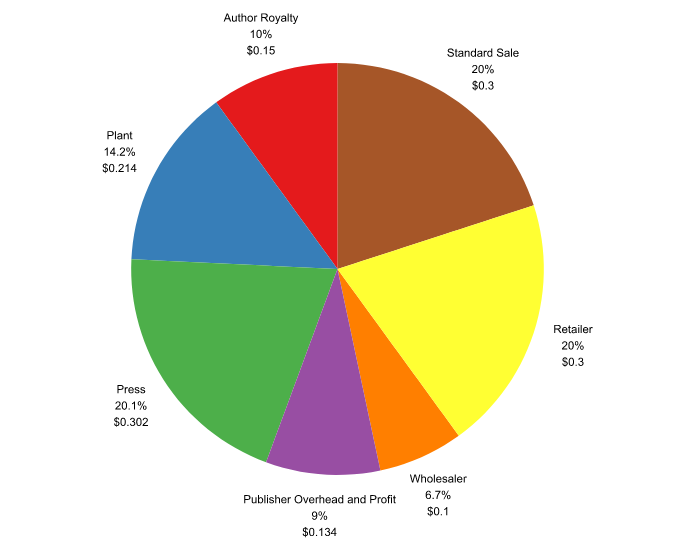 Author Royalty
10%
$0.15
Standard Sale
20%
$0.3
Plant
14.2%
$0.214
Retailer
20%
$0.3
Press
20.1%
$0.302
Wholesaler
6.7%
$0.1
Publisher Overhead and Profit
9%
$0.134